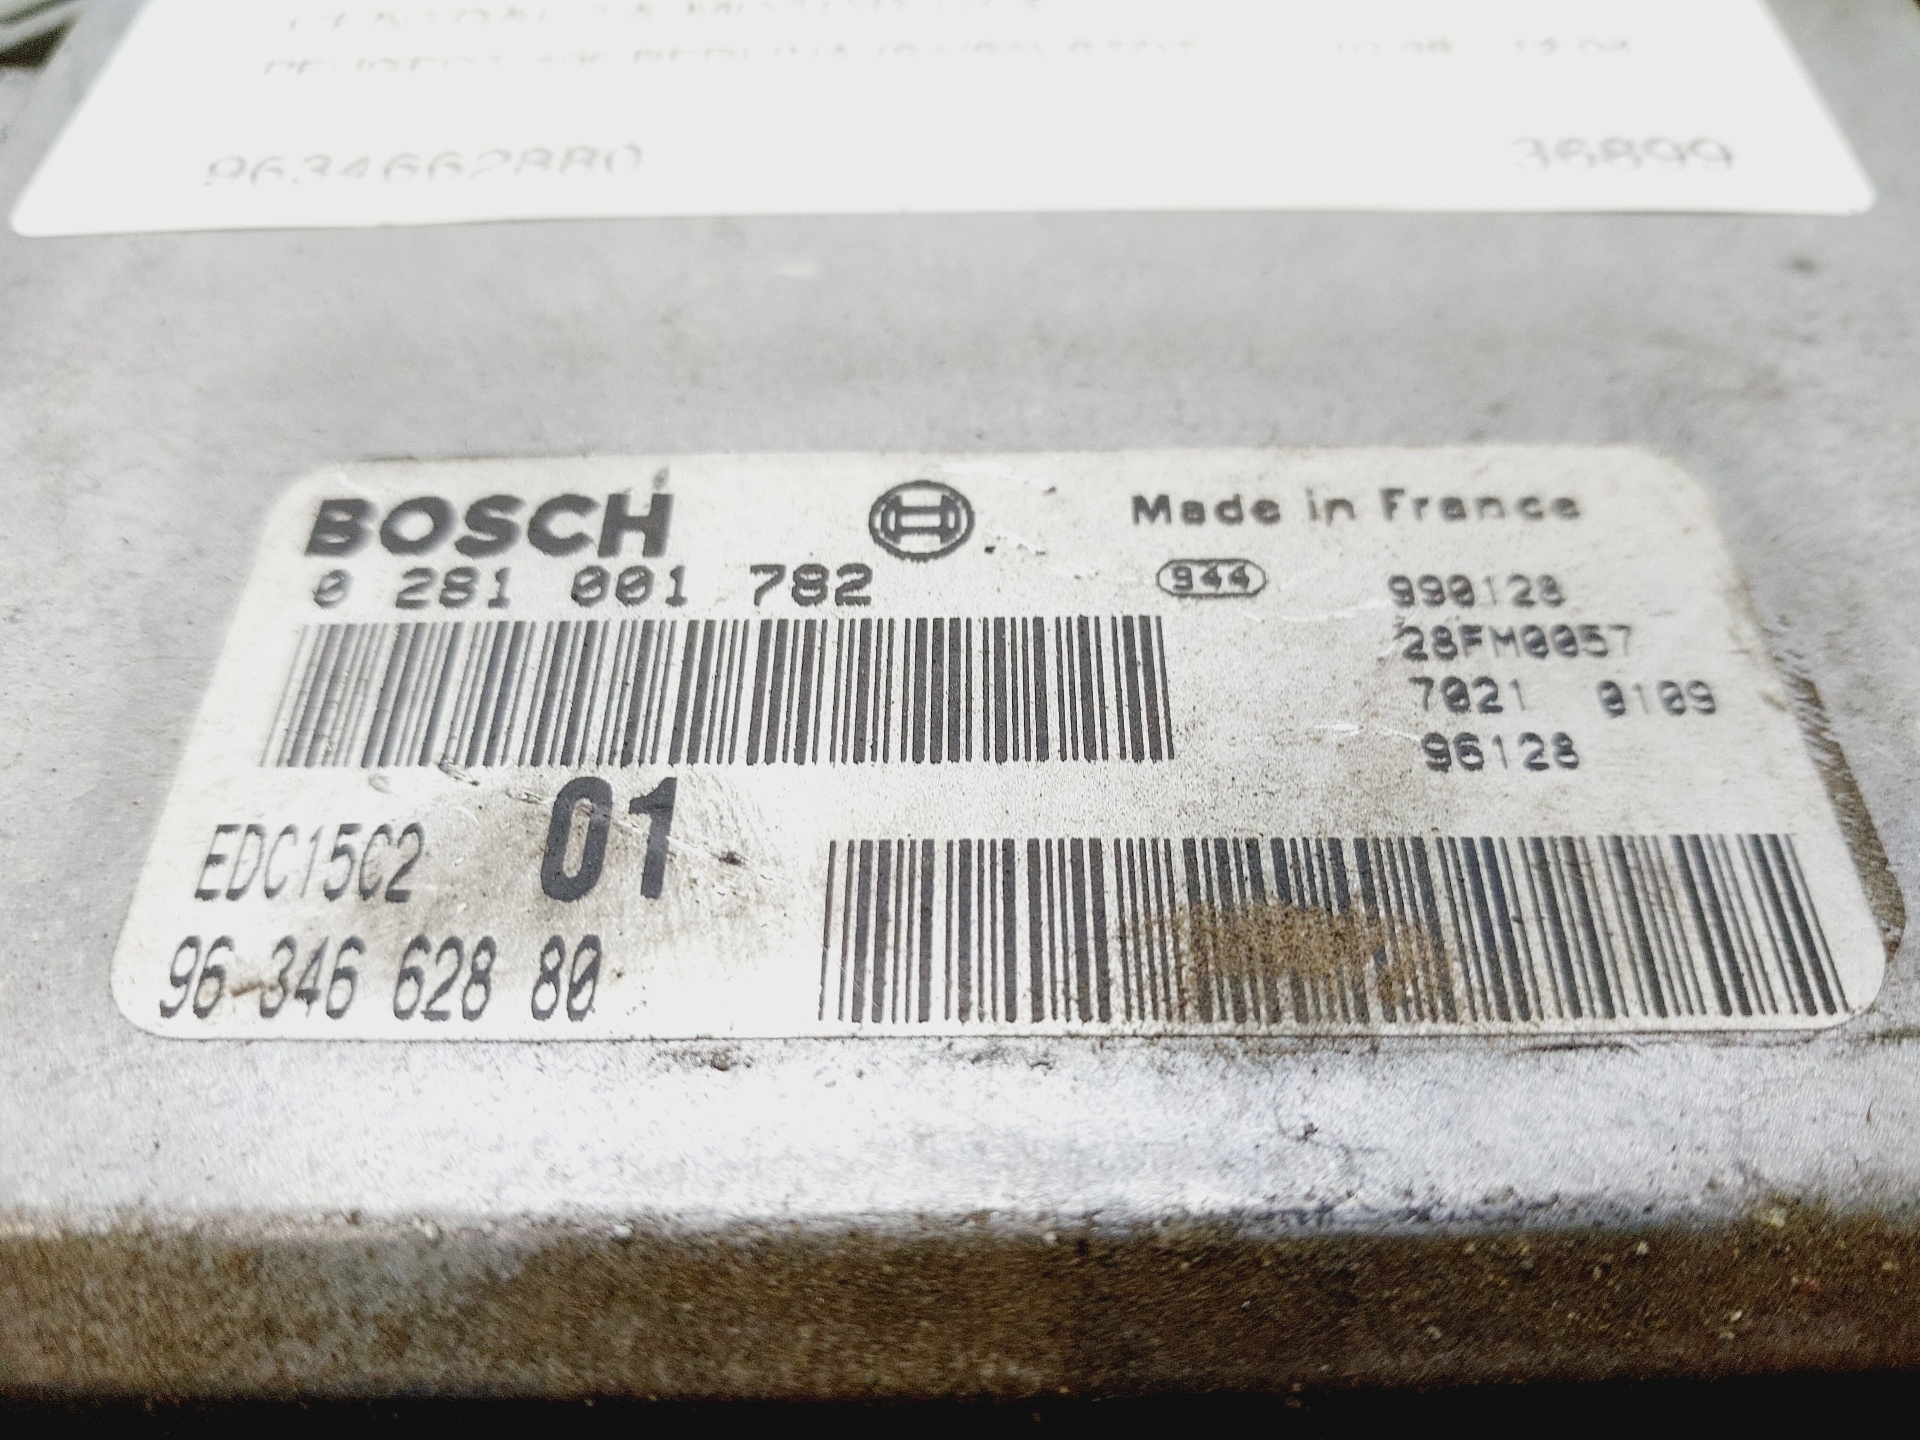 9634662880 36899
BOSCH Made in France
0 281 001 782 944 990128
28FM0057
7021 0109
96128
EDC15C2 01
96 346 628 80